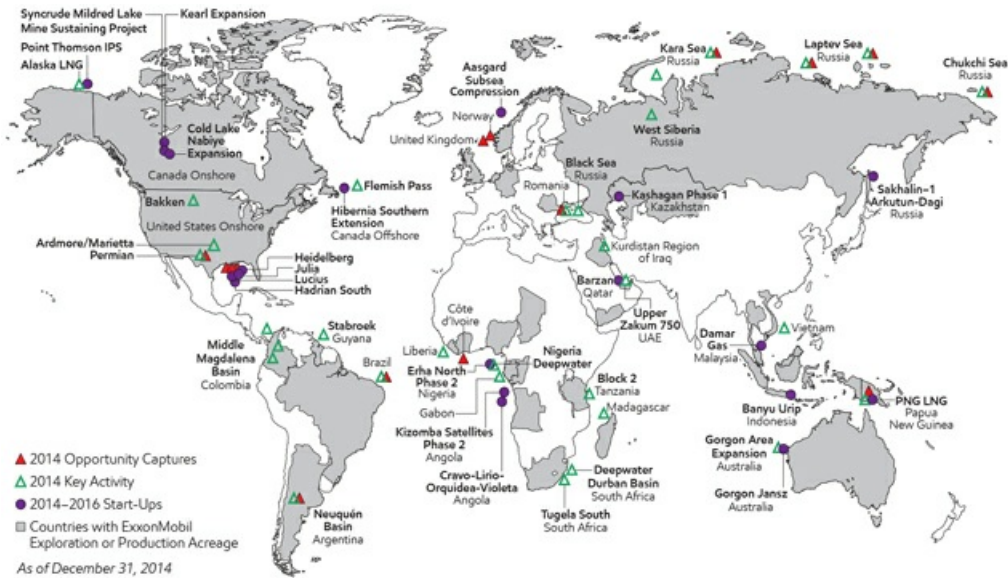 Syncrude Mildred Lake
Mine Sustaining Project
Kearl Expansion
Point Thomson IPS
Alaska LNG
Cold Lake
Nabiye
Expansion
Canada Onshore
Bakken
United States Onshore
Flemish Pass
Hibernia Southern
Extension
Canada Offshore
Ardmore/Marietta
Permian
Heidelberg
Julia
Lucius
Hadrian South
Stabroek
Guyana
Middle
Magdalena
Basin
Colombia
Brazil
Neuquén
Basin
Argentina
Aasgard
Subsea
Compression
Norway
United Kingdom
Romania
Black Sea
Russia
Kara Sea
Russia
Laptev Sea
Russia
Chukchi Sea
Russia
West Siberia
Russia
Kashagan Phase 1
Kazakhstan
Sakhalin–1
Arkutun-Dagi
Russia
Kurdistan Region
of Iraq
Barzan
Qatar
Upper
Zakum 750
UAE
Côte
d'Ivoire
Liberia
Erha North
Phase 2
Nigeria
Nigeria
Deepwater
Gabon
Kizomba Satellites
Phase 2
Angola
Cravo-Lirio-
Orquidea-Violeta
Angola
Block 2
Tanzania
Madagascar
Deepwater
Durban Basin
South Africa
Tugela South
South Africa
Vietnam
Damar
Gas
Malaysia
Banyu Urip
Indonesia
PNG LNG
Papua
New Guinea
Gorgon Area
Expansion
Australia
Gorgon Jansz
Australia
2014 Opportunity Captures
2014 Key Activity
2014–2016 Start-Ups
Countries with ExxonMobil
Exploration or Production Acreage
As of December 31, 2014